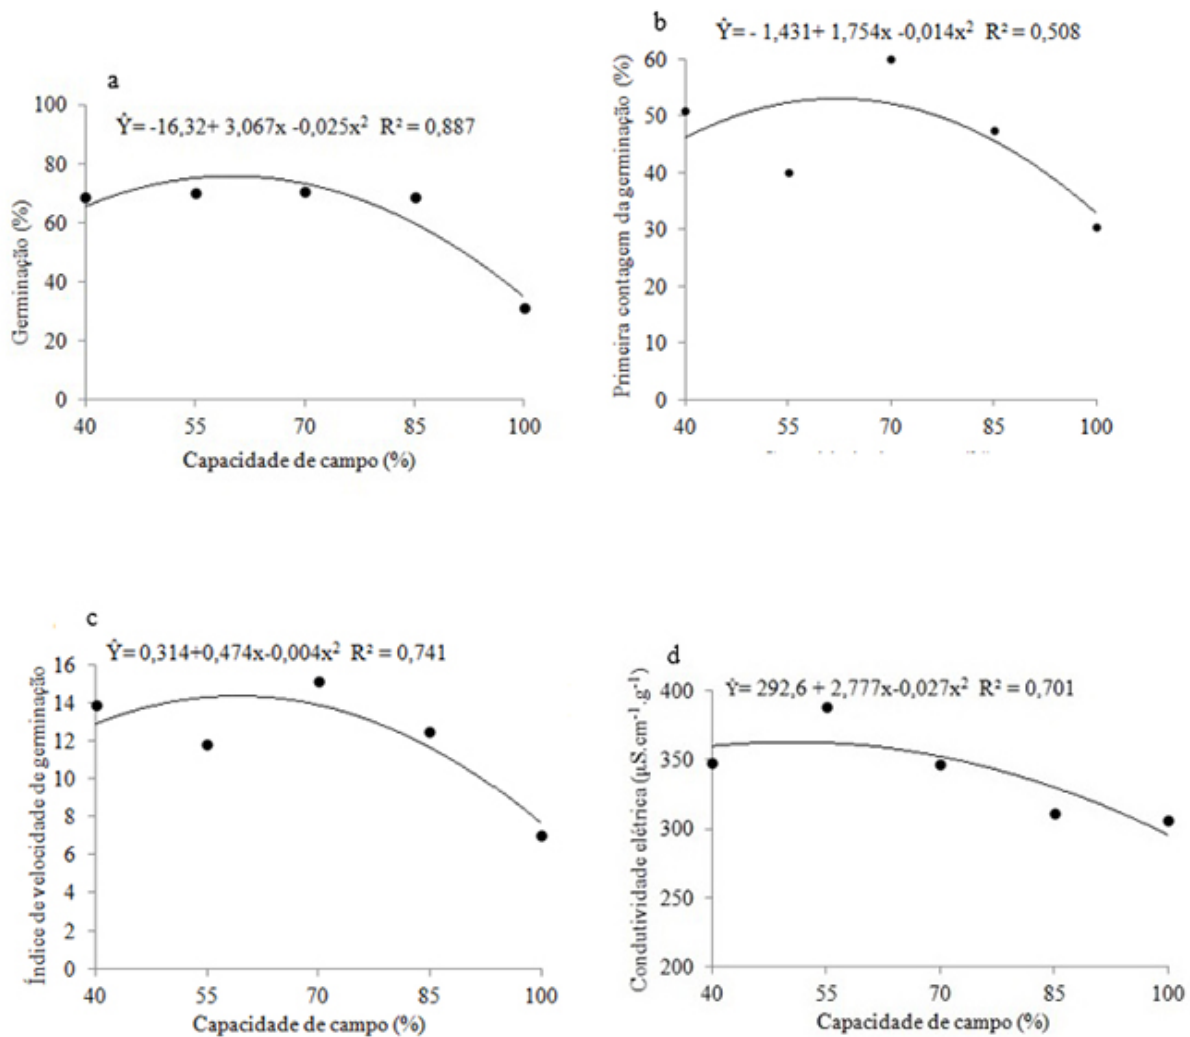 a
Ŷ= -16,32+ 3,067x -0,025x² R² = 0,887
Germinação (%)
100
80
60
40
20
0
40 55 70 85 100
Capacidade de campo (%)
b
Ŷ= - 1,431+ 1,754x -0,014x² R² = 0,508
Primeira contagem da germinação (%)
60
50
40
30
20
10
0
40 55 70 85 100
c
Ŷ= 0,314+0,474x-0,004x² R² = 0,741
Índice de velocidade de germinação
16
14
12
10
8
6
4
2
0
40 55 70 85 100
Capacidade de campo (%)
d
Ŷ= 292,6 + 2,777x-0,027x² R² = 0,701
Condutividade elétrica (µS.cm⁻¹.g⁻¹)
400
350
300
250
200
40 55 70 85 100
Capacidade de campo (%)